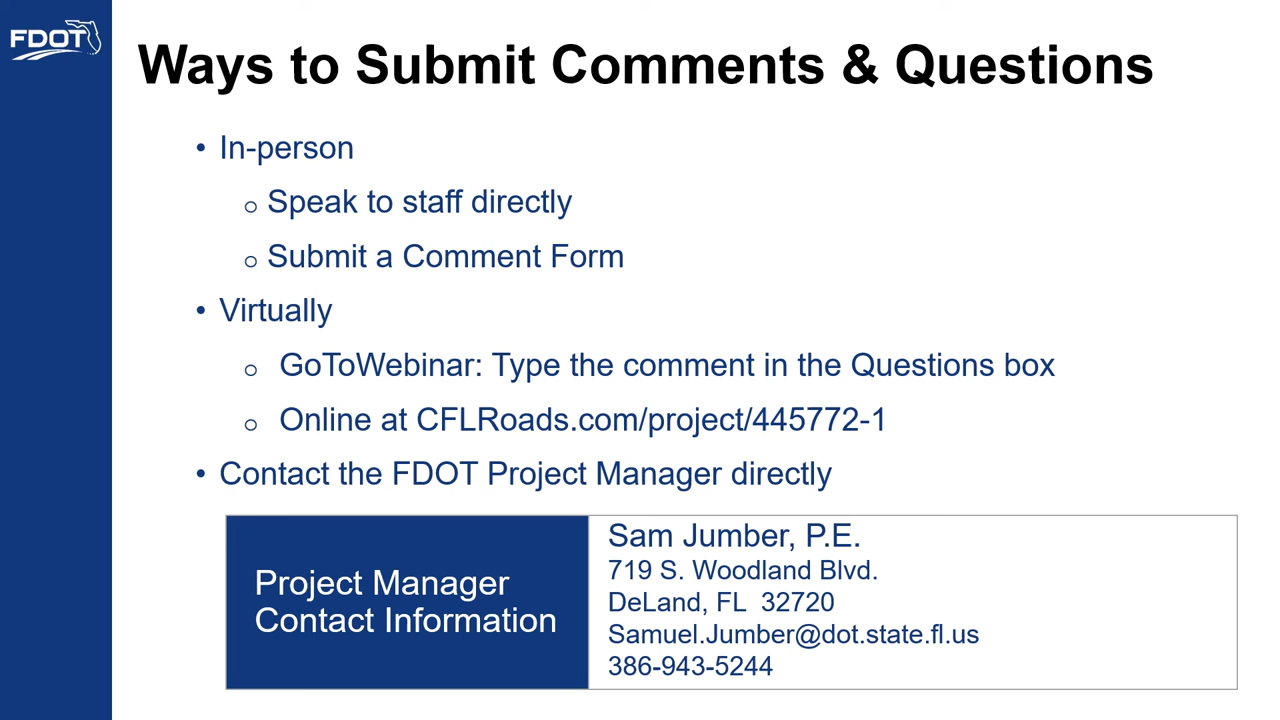 FDOT
Ways to Submit Comments & Questions
• In-person
o Speak to staff directly
o Submit a Comment Form
• Virtually
o GoToWebinar: Type the comment in the Questions box
o Online at CFLRoads.com/project/445772-1
• Contact the FDOT Project Manager directly
Project Manager
Contact Information
Sam Jumber, P.E.
719 S. Woodland Blvd.
DeLand, FL  32720
Samuel.Jumber@dot.state.fl.us
386-943-5244